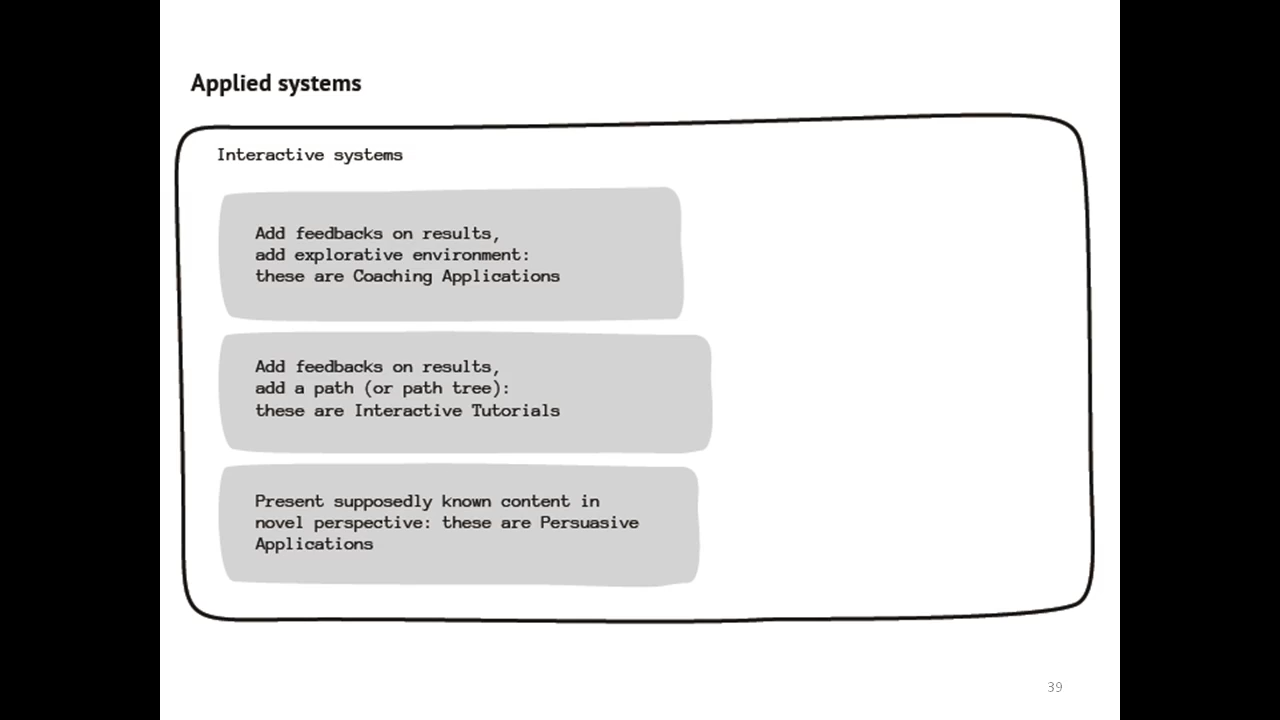 Applied systems
Interactive systems
Add feedbacks on results,
add explorative environment:
these are Coaching Applications
Add feedbacks on results,
add a path (or path tree):
these are Interactive Tutorials
Present supposedly known content in
novel perspective: these are Persuasive
Applications
39